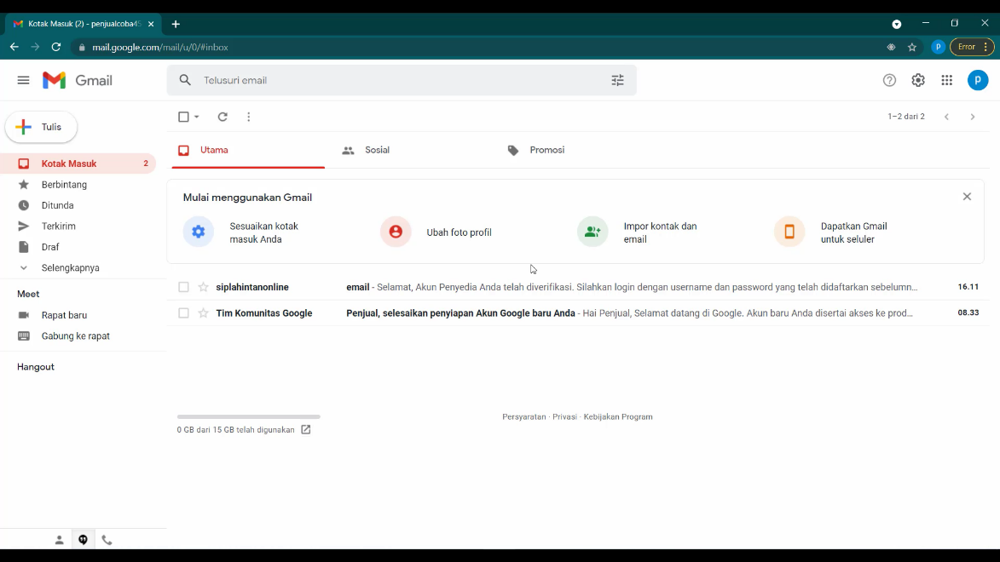 Kotak Masuk (2) - penjualcoba45
mail.google.com/mail/u/0/#inbox
P
Error
Gmail
Telusuri email
P
Tulis
1–2 dari 2
Kotak Masuk 2
Berbintang
Ditunda
Terkirim
Draf
Selengkapnya
Meet
Rapat baru
Gabung ke rapat
Hangout
Utama
Sosial
Promosi
Mulai menggunakan Gmail
Sesuaikan kotak
masuk Anda
Ubah foto profil
Impor kontak dan
email
Dapatkan Gmail
untuk seluler
siplahintanonline email - Selamat, Akun Penyedia Anda telah diverifikasi. Silahkan login dengan username dan password yang telah didaftarkan sebelumn... 16.11
Tim Komunitas Google Penjual, selesaikan penyiapan Akun Google baru Anda - Hai Penjual, Selamat datang di Google. Akun baru Anda disertai akses ke prod... 08.33
0 GB dari 15 GB telah digunakan
Persyaratan · Privasi · Kebijakan Program